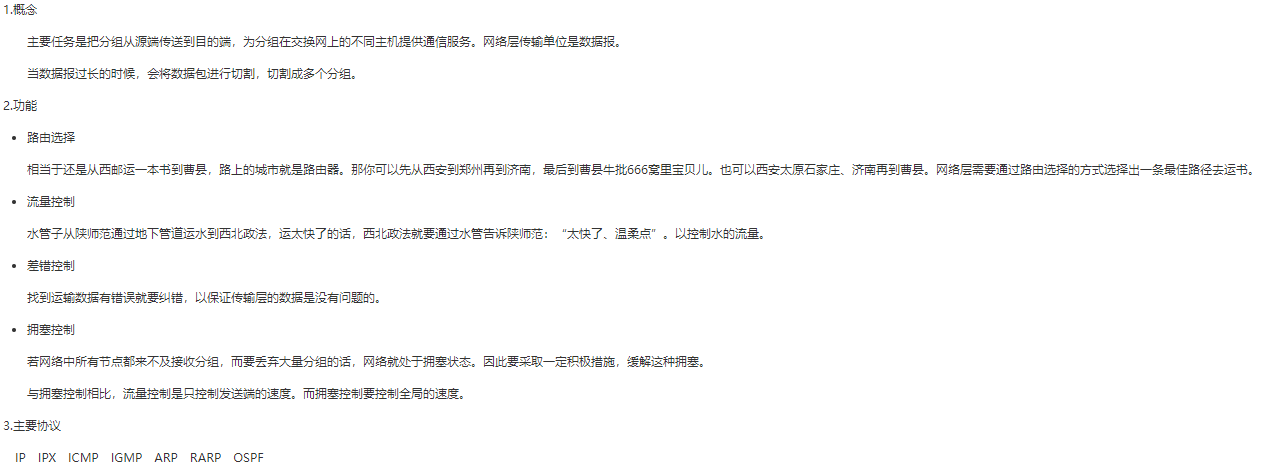 1.概念
主要任务是把分组从源端传送到目的端，为分组在交换网上的不同主机提供通信服务。网络层传输单位是数据报。
当数据报过长的时候，会将数据包进行切割，切割成多个分组。
2.功能
• 路由选择
相当于还是从西邮运一本书到曹县，路上的城市就是路由器。那你可以先从西安到郑州再到济南，最后到曹县牛批666窝里宝贝儿。也可以西安太原石家庄、济南再到曹县。网络层需要通过路由选择的方式选择出一条最佳路径去运书。
• 流量控制
水管子从陕师范通过地下管道运水到西北政法，运太快了的话，西北政法就要通过水管告诉陕师范：“太快了、温柔点”。以控制水的流量。
• 差错控制
找到运输数据有错误就要纠错，以保证传输层的数据是没有问题的。
• 拥塞控制
若网络中所有节点都来不及接收分组，而要丢弃大量分组的话，网络就处于拥塞状态。因此要采取一定积极措施，缓解这种拥塞。
与拥塞控制相比，流量控制是只控制发送端的速度。而拥塞控制要控制全局的速度。
3.主要协议
IP IPX ICMP IGMP ARP RARP OSPF